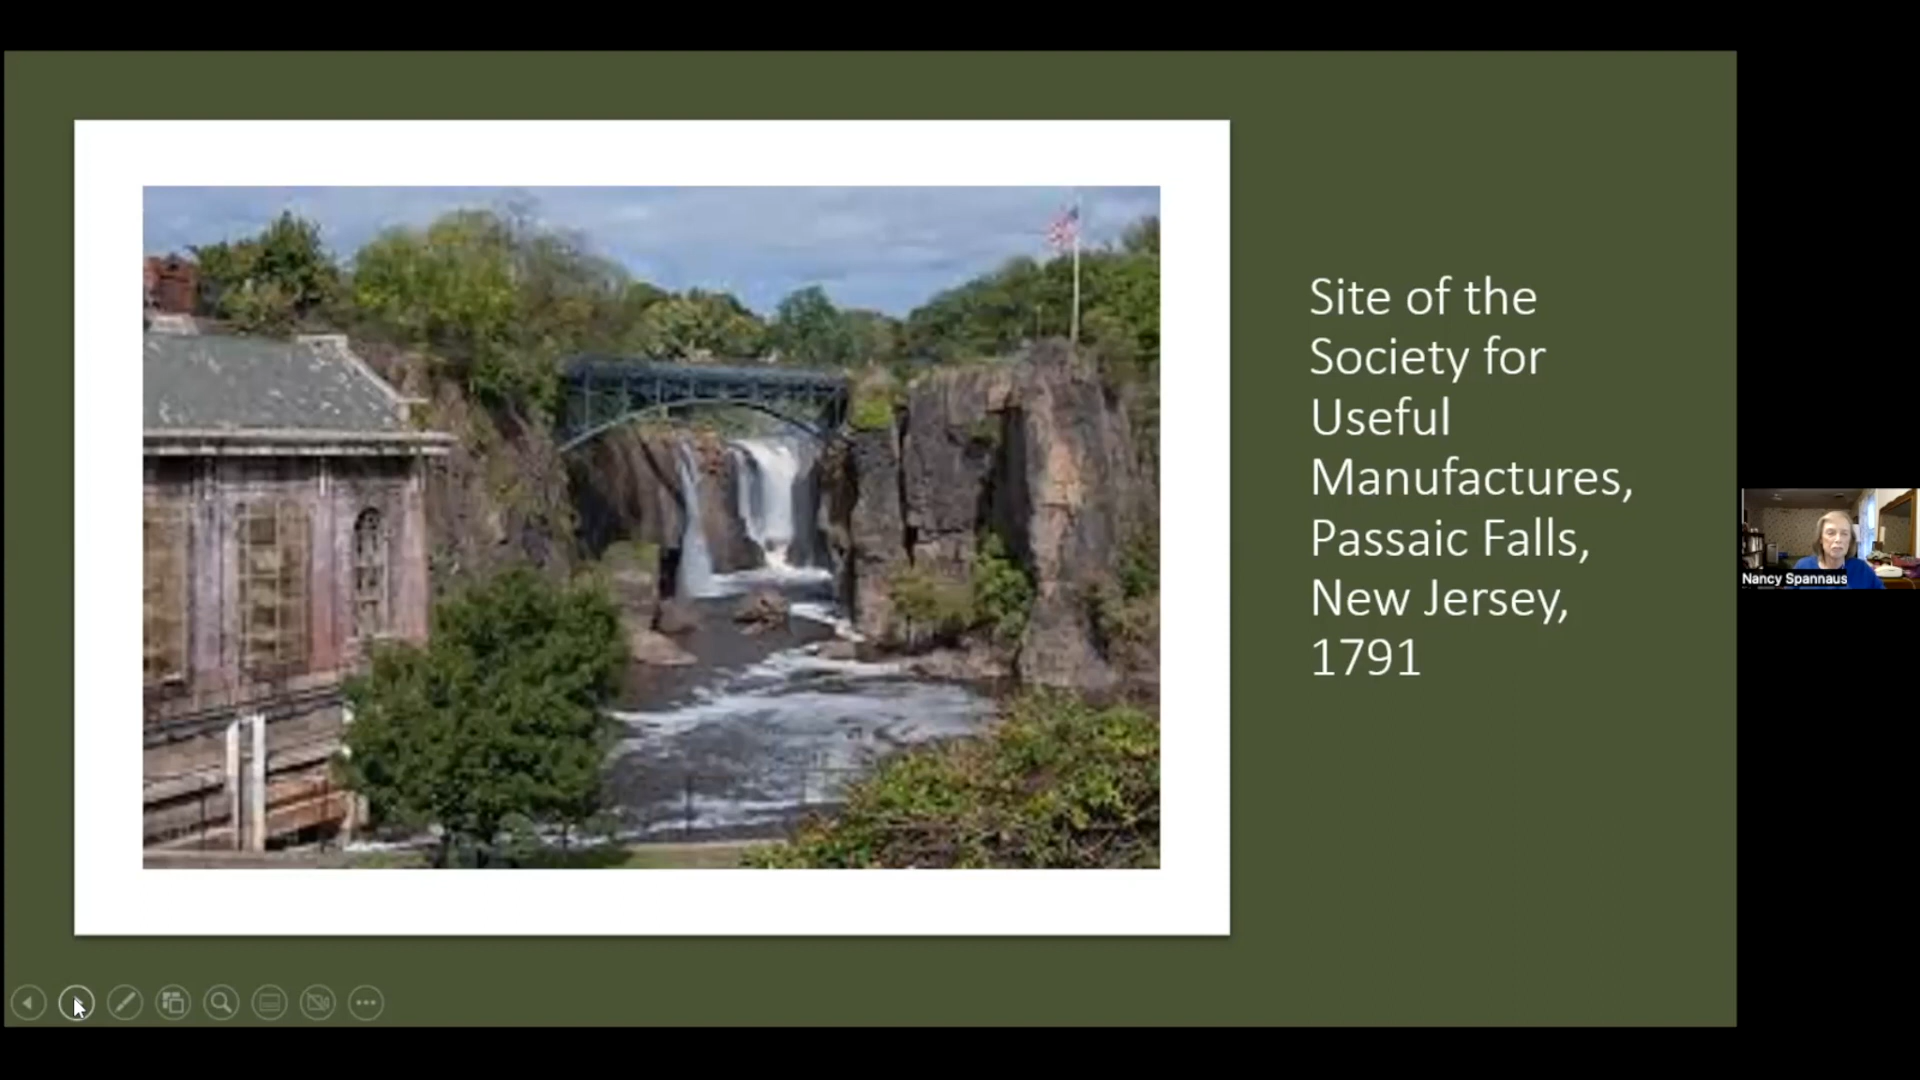 Site of the
Society for
Useful
Manufactures,
Passaic Falls,
New Jersey,
1791
Nancy Spannaus